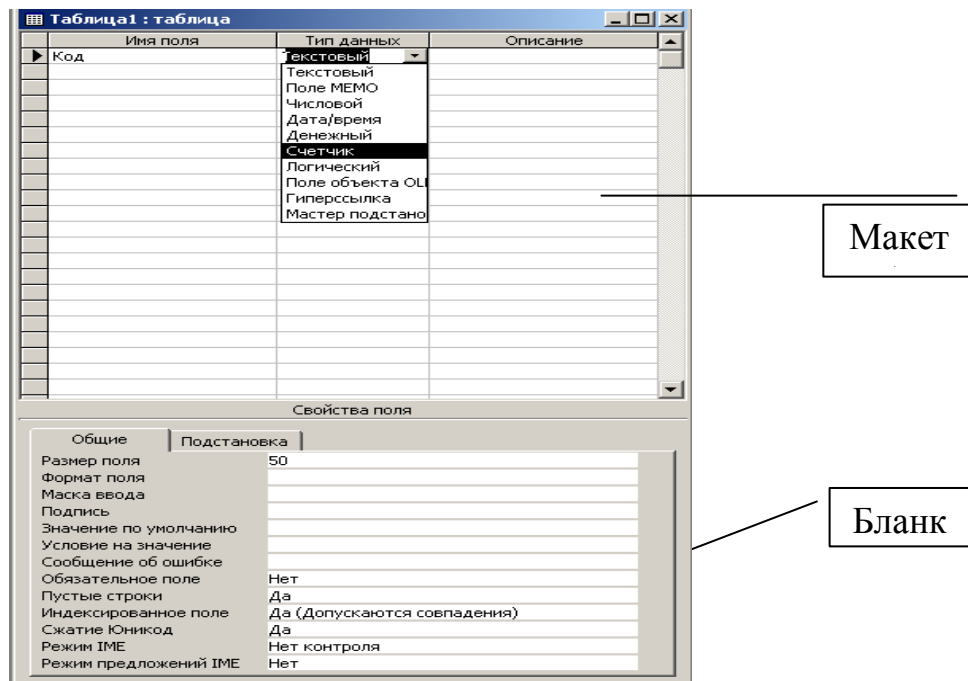 Таблица1 : таблица
Имя поля Тип данных Описание
Код Текстовый
Текстовый
Поле МЕМО
Числовой
Дата/время
Денежный
Счетчик
Логический
Поле объекта OL
Гиперссылка
Мастер подстано
Макет
Свойства поля
Общие Подстановка
Размер поля 50
Формат поля
Маска ввода
Подпись
Значение по умолчанию
Условие на значение
Сообщение об ошибке
Обязательное поле Нет
Пустые строки Да
Индексированное поле Да (Допускаются совпадения)
Сжатие Юникод Да
Режим IME Нет контроля
Режим предложений IME Нет
Бланк